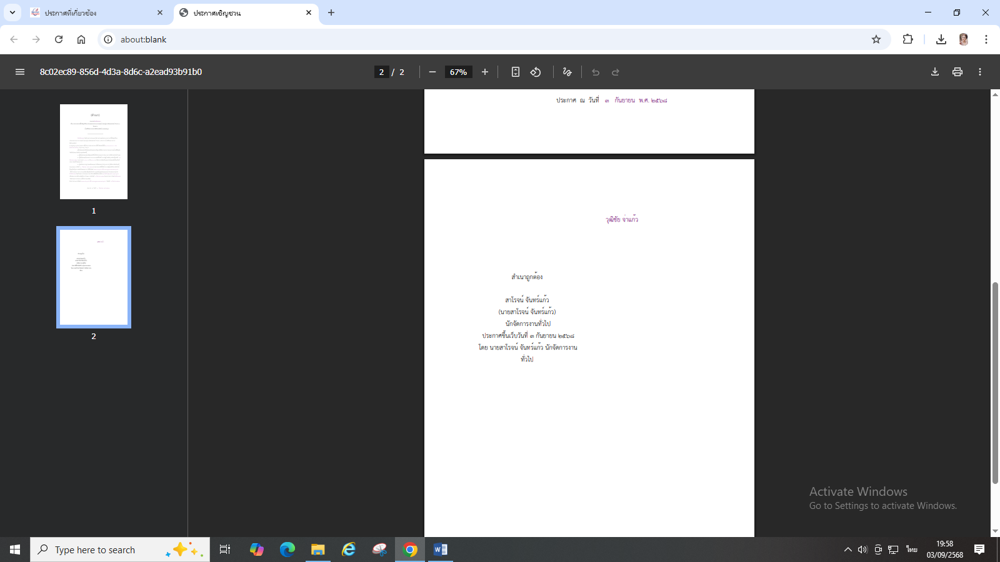 ประกาศที่เกี่ยวข้อง
ประกาศเชิญชวน
about:blank
8c02ec89-856d-4d3a-8d6c-a2ead93b91b0
2 / 2
67%
ประกาศ ณ วันที่ ๓ กันยายน พ.ศ. ๒๕๖๘
วุฒิชัย จ่าแก้ว
สำเนาถูกต้อง
สาโรจน์ จันทร์แก้ว
(นายสาโรจน์ จันทร์แก้ว)
นักจัดการงานทั่วไป
ประกาศขึ้นเว็บวันที่ ๓ กันยายน ๒๕๖๘
โดย นายสาโรจน์ จันทร์แก้ว นักจัดการงาน
ทั่วไป
1
2
Activate Windows
Go to Settings to activate Windows.
Type here to search
ไทย
19:58
03/09/2568